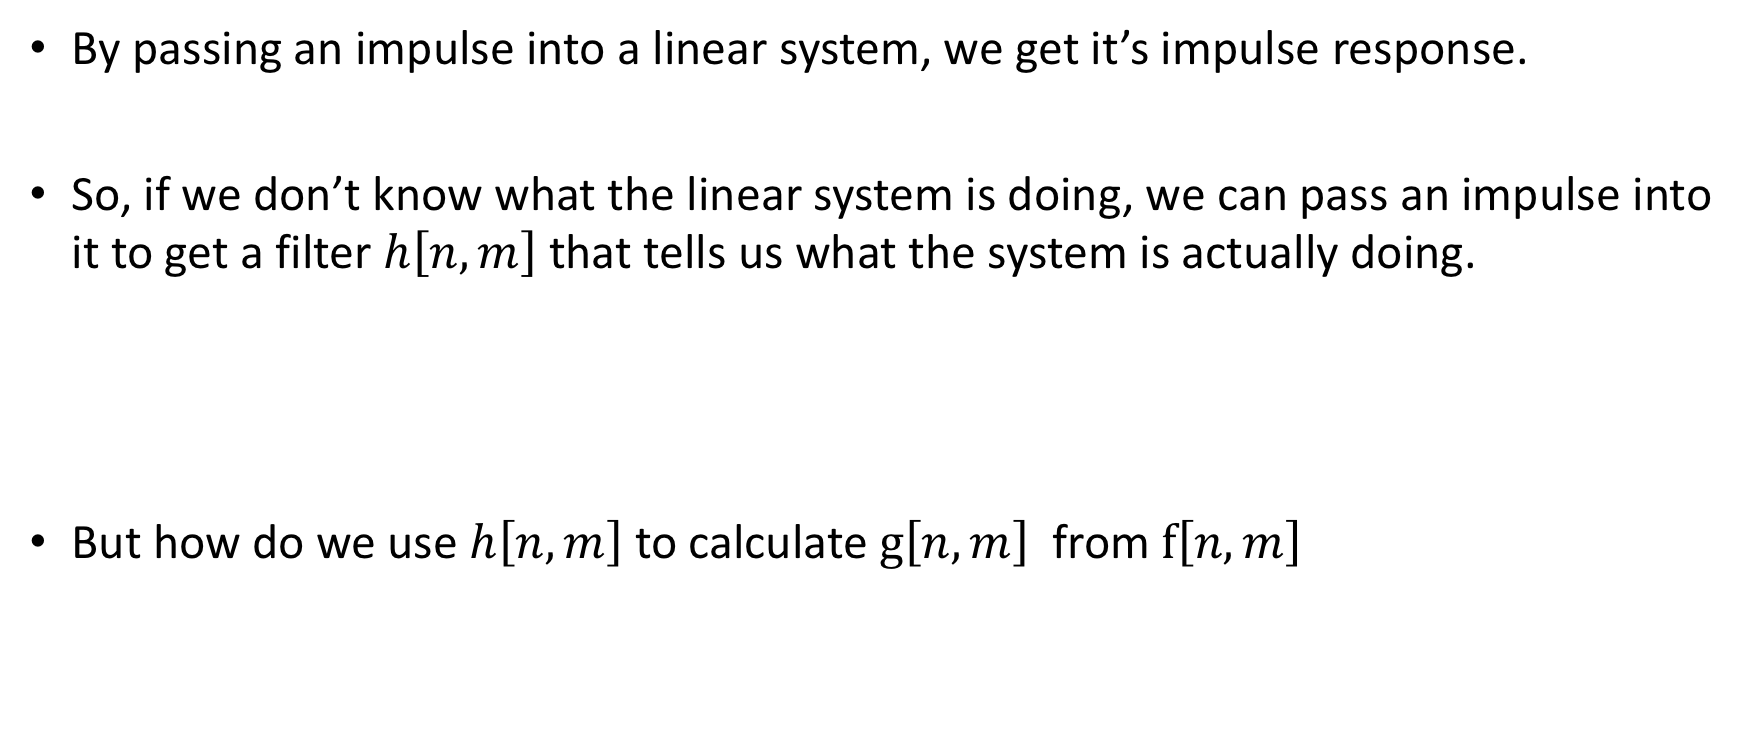 • By passing an impulse into a linear system, we get it’s impulse response.
• So, if we don’t know what the linear system is doing, we can pass an impulse into
it to get a filter h[n, m] that tells us what the system is actually doing.
• But how do we use h[n, m] to calculate g[n, m] from f[n, m]